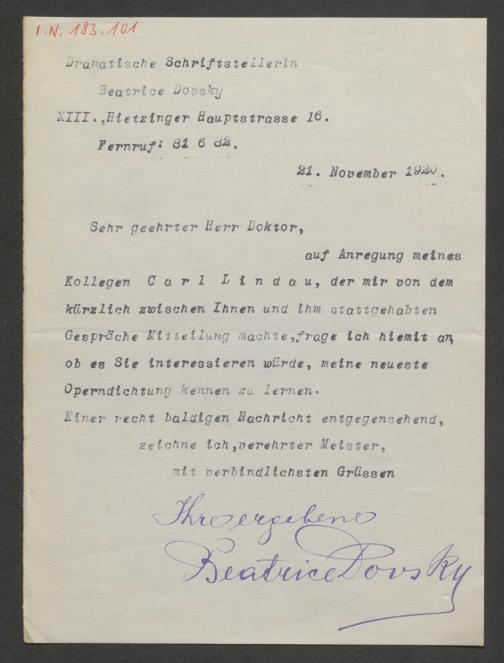 I.N. 183.101
Dramatische Schriftstellerin
Beatrice Dovsky
XIII.,Hietzinger Hauptstrasse 16.
Fernruf: 81 6 82.
21. November 1920.
Sehr geehrter Herr Doktor,
auf Anregung meines
Kollegen C a r l L i n d a u, der mir von dem
kürzlich zwischen Ihnen und ihm stattgehabten
Gespräche Mitteilung machte,frage ich hiemit an,
ob es Sie interessieren würde, meine neueste
Operndichtung kennen zu lernen.
Einer recht baldigen Nachricht entgegensehend,
zeichne ich,verehrter Meister,
mit verbindlichsten Grüssen
Ihre ergebene
Beatrice Dovsky